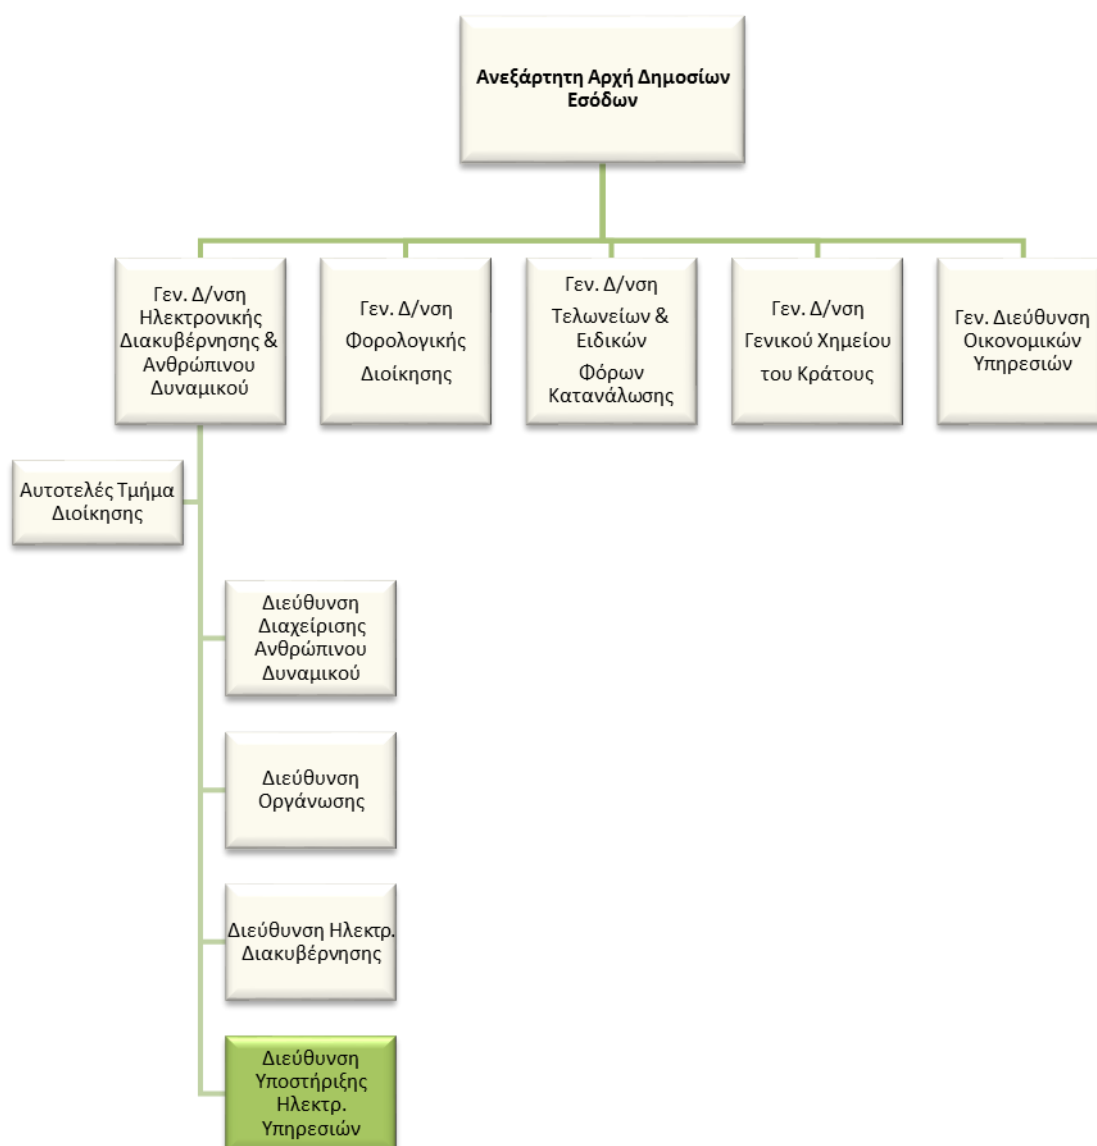 Ανεξάρτητη Αρχή Δημοσίων
Εσόδων
Γεν. Δ/νση
Ηλεκτρονικής
Διακυβέρνησης &
Ανθρώπινου
Δυναμικού
Γεν. Δ/νση
Φορολογικής
Διοίκησης
Γεν. Δ/νση
Τελωνείων &
Ειδικών
Φόρων
Κατανάλωσης
Γεν. Δ/νση
Γενικού Χημείου
του Κράτους
Γεν. Διεύθυνση
Οικονομικών
Υπηρεσιών
Αυτοτελές Τμήμα
Διοίκησης
Διεύθυνση
Διαχείρισης
Ανθρώπινου
Δυναμικού
Διεύθυνση
Οργάνωσης
Διεύθυνση Ηλεκτρ.
Διακυβέρνησης
Διεύθυνση
Υποστήριξης
Ηλεκτρ.
Υπηρεσιών